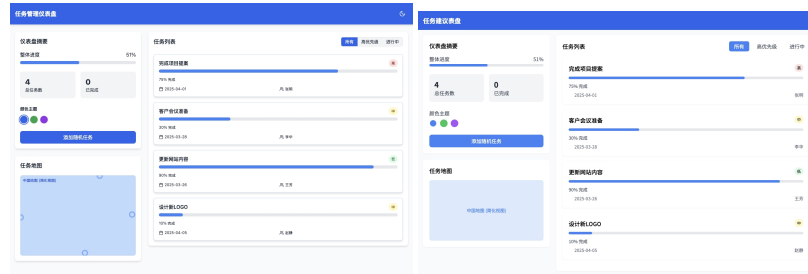 任务管理仪表盘
仪表盘摘要
整体进度 51%
4
总任务数
0
已完成
颜色主题
添加随机任务
任务地图
中国地图 (简化视图)
任务列表
所有 高优先级 进行中
完成项目提案 高
75% 完成
2025-04-01 张明
客户会议准备 中
30% 完成
2025-03-28 李华
更新网站内容 低
90% 完成
2025-03-26 王芳
设计新LOGO 中
10% 完成
2025-04-05 赵静
任务建议表盘
仪表盘摘要
整体进度 51%
4
总任务数
0
已完成
颜色主题
添加随机任务
任务地图
中国地图 (简化视图)
任务列表
所有 高优先级 进行中
完成项目提案 高
75% 完成
2025-04-01 张明
客户会议准备 中
30% 完成
2025-03-28 李华
更新网站内容 低
90% 完成
2025-03-26 王芳
设计新LOGO 中
10% 完成
2025-04-05 赵静